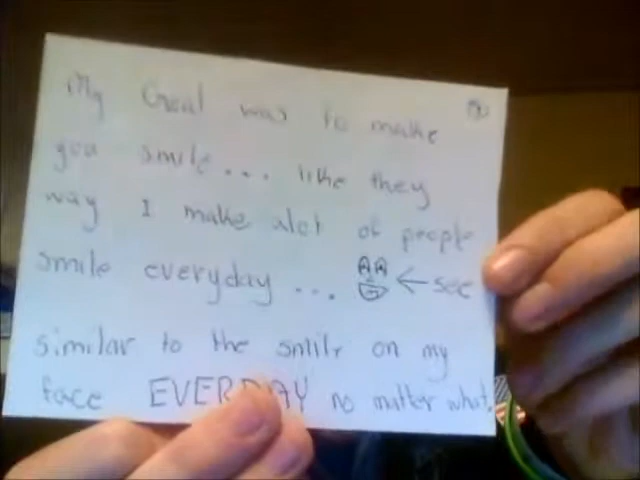 My Goal was to make
you smile... like they
way I make alot of people
smile everyday... ← see
similar to the smile on my
face EVERDAY no matter what.